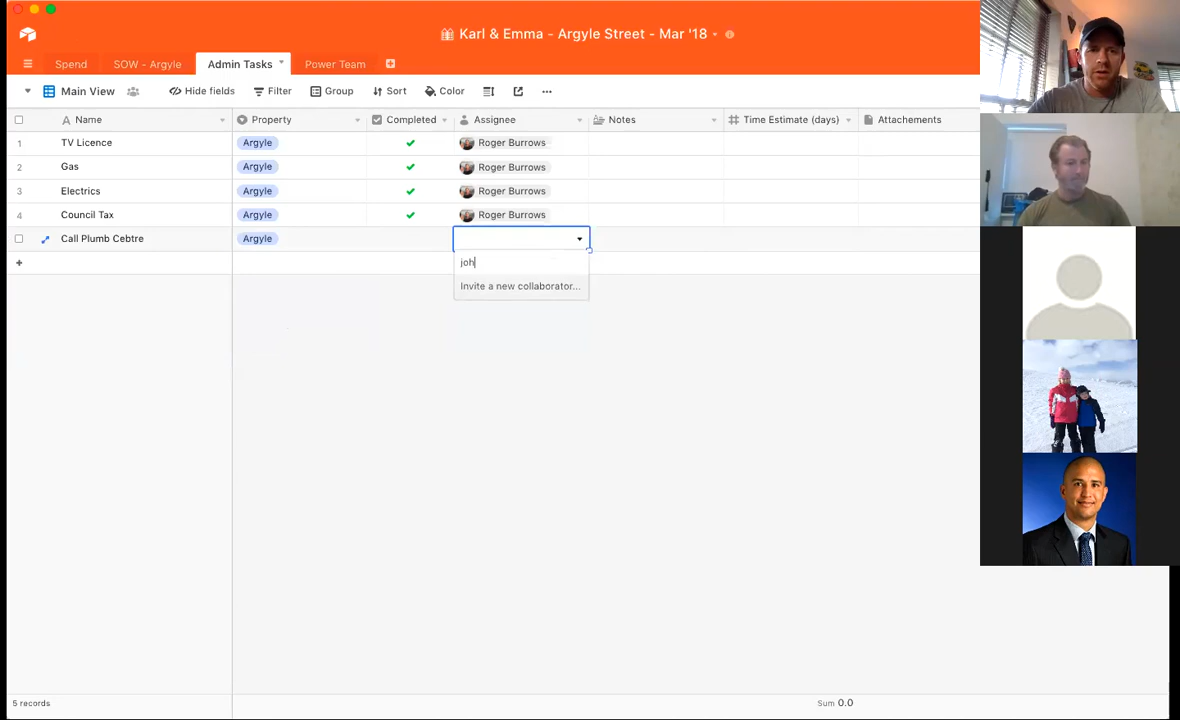 Karl & Emma - Argyle Street - Mar '18
Spend SOW - Argyle Admin Tasks Power Team
Main View Hide fields Filter Group Sort Color
Name Property Completed Assignee Notes Time Estimate (days) Attachements
1 TV Licence Argyle Roger Burrows
2 Gas Argyle Roger Burrows
3 Electrics Argyle Roger Burrows
4 Council Tax Argyle Roger Burrows
Call Plumb Cebtre Argyle
joh
Invite a new collaborator...
5 records Sum 0.0